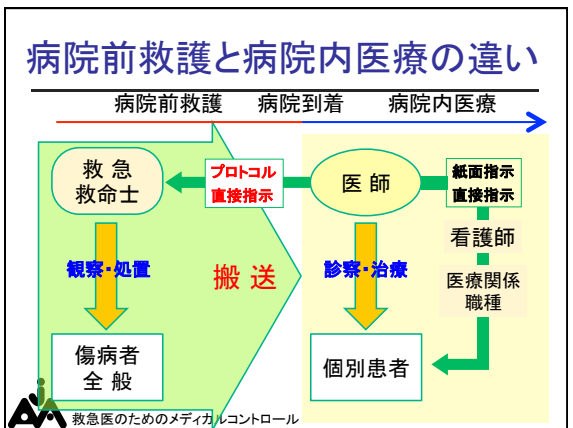 病院前救護と病院内医療の違い
病院前救護 病院到着 病院内医療
救 急
救命士
プロトコル
直接指示
医 師
紙面指示
直接指示
看護師
観察・処置
搬 送
診察・治療
医療関係
職種
傷病者
全 般
個別患者
救急医のためのメディカルコントロール